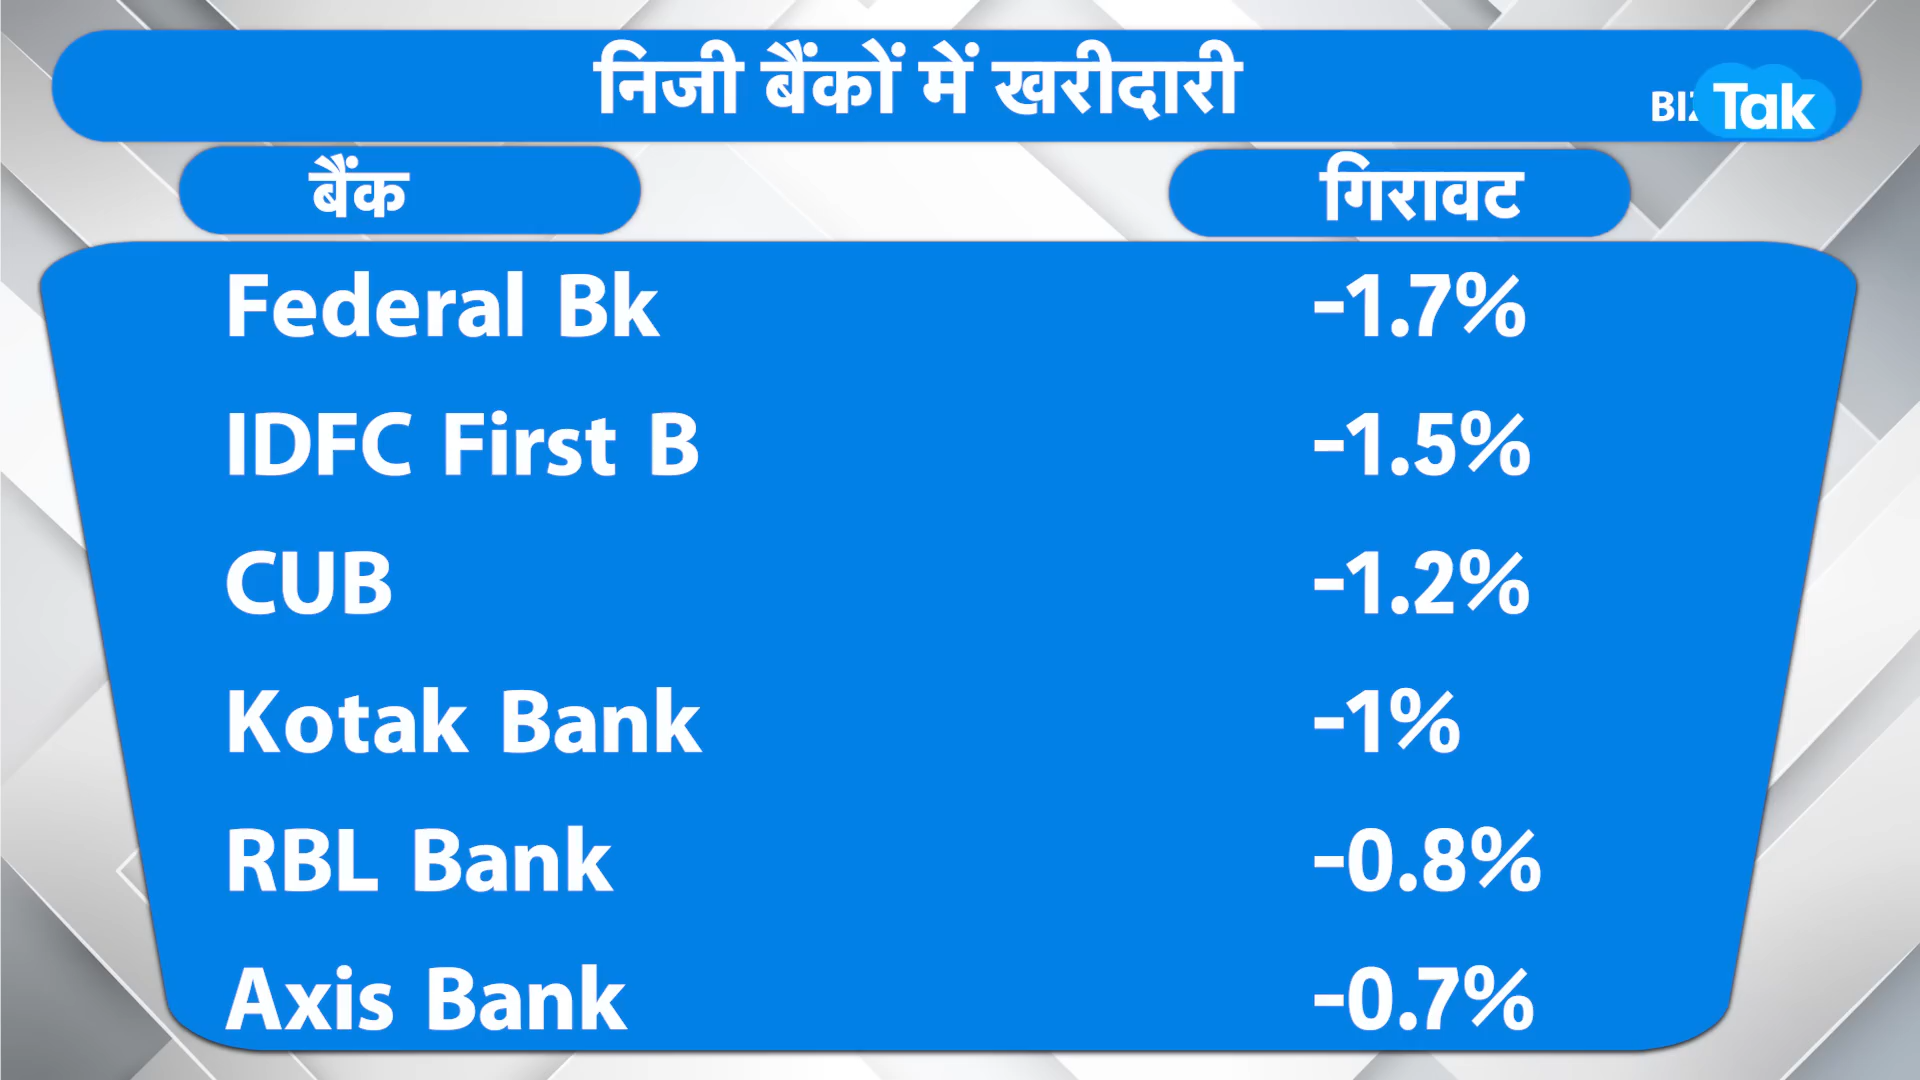 निजी बैंकों में खरीदारी
BIZ Tak
बैंक गिरावट
Federal Bk -1.7%
IDFC First B -1.5%
CUB -1.2%
Kotak Bank -1%
RBL Bank -0.8%
Axis Bank -0.7%